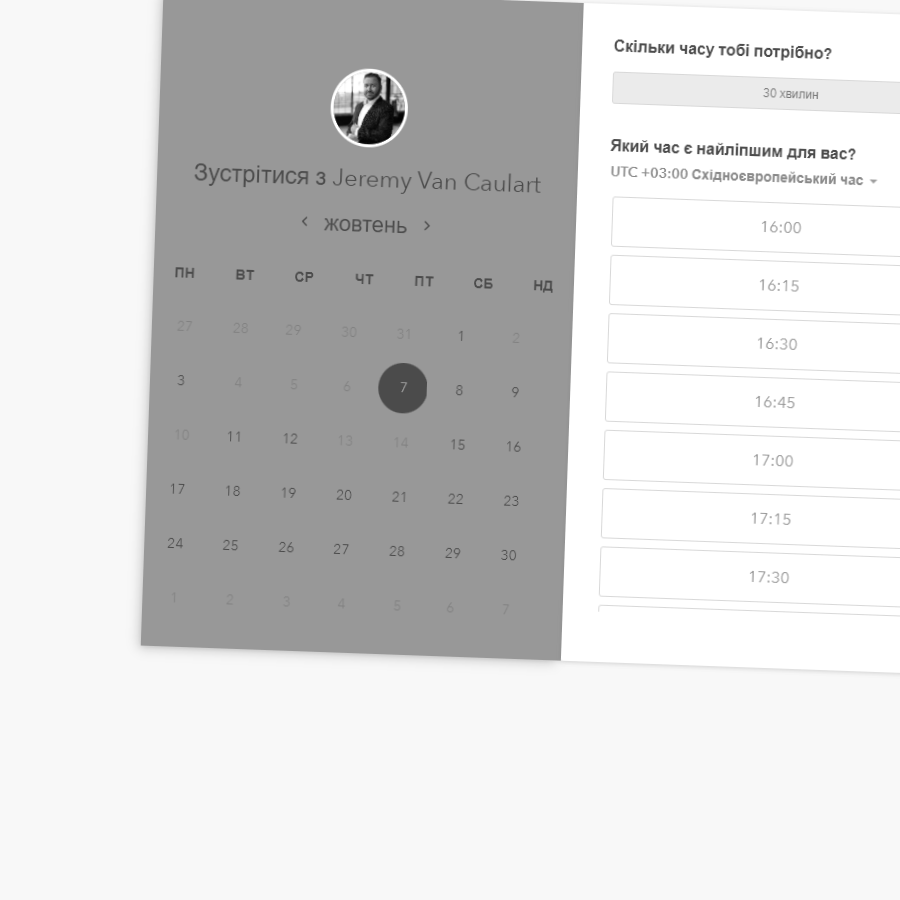 Зустрітися з Jeremy Van Caulart
жовтень
ПН ВТ СР ЧТ ПТ СБ НД
27 28 29 30 31 1 2
3 4 5 6 7 8 9
10 11 12 13 14 15 16
17 18 19 20 21 22 23
24 25 26 27 28 29 30
1 2 3 4 5 6 7
Скільки часу тобі потрібно?
30 хвилин
Який час є найліпшим для вас?
UTC +03:00 Східноєвропейський час
16:00
16:15
16:30
16:45
17:00
17:15
17:30